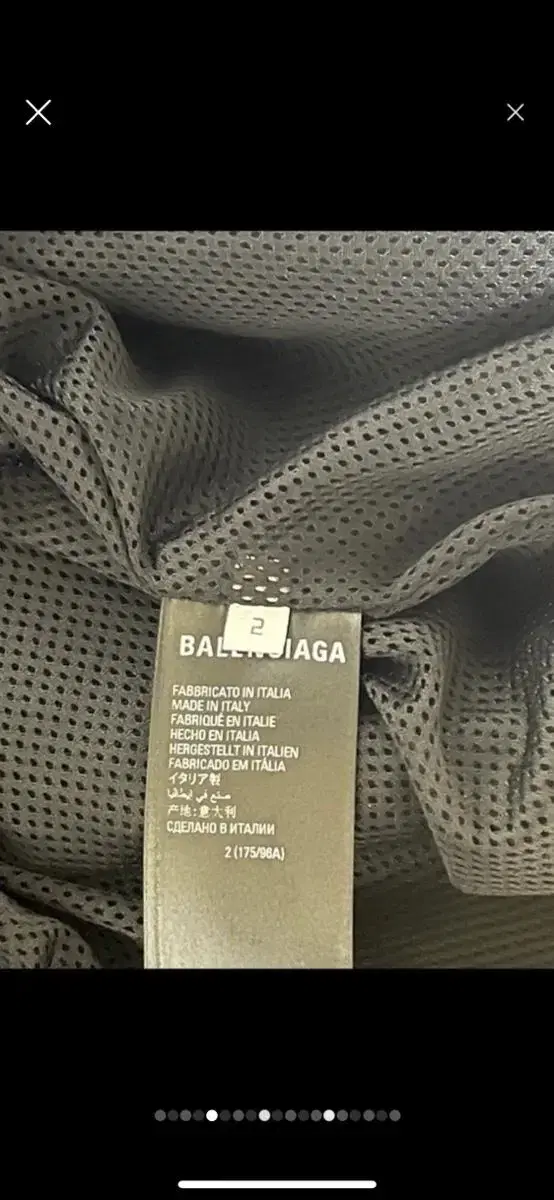 2
BALENCIAGA
FABBRICATO IN ITALIA
MADE IN ITALY
FABRIQUÉ EN ITALIE
HECHO EN ITALIA
HERGESTELLT IN ITALIEN
FABRICADO EM ITÁLIA
イタリア製
صنع في إيطاليا
产地:意大利
СДЕЛАНО В ИТАЛИИ
2 (175/96A)